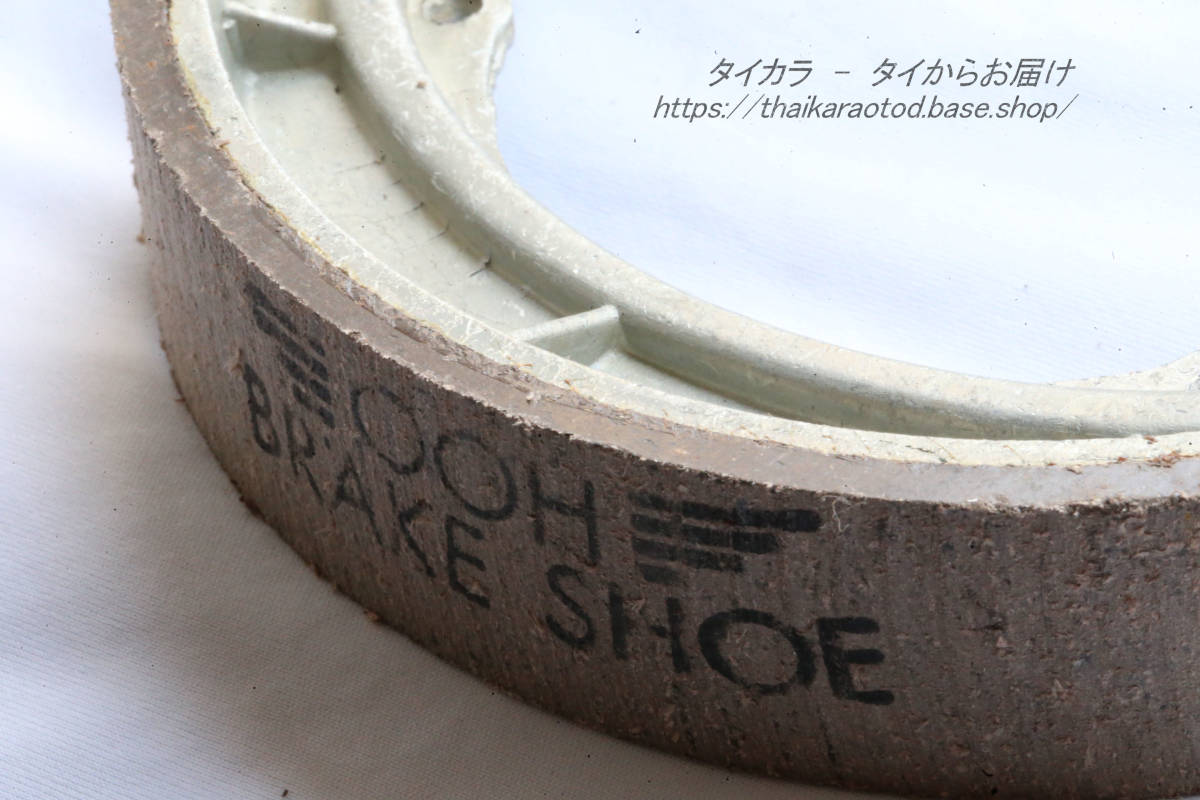 タイカラ - タイからお届け
https://thaikaraotod.base.shop/
OOH
BRAKE SHOE